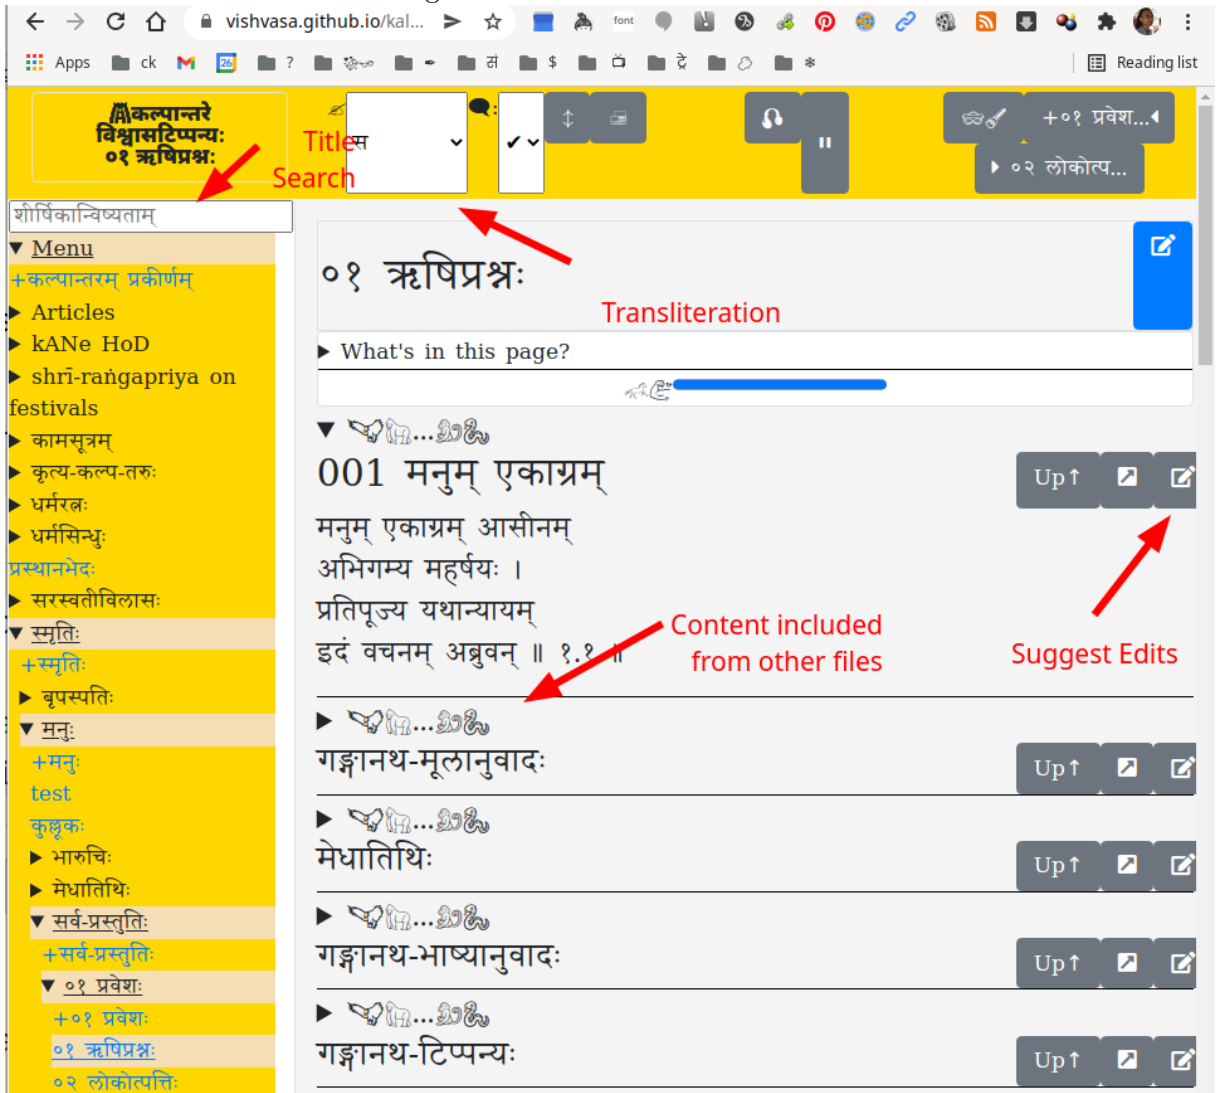 vishvasa.github.io/kal...
font
Apps
ck
26
?
सं
$
Reading list
कल्पान्तरे
विश्वासटिप्पन्यः
०१ ऋषिप्रश्नः
Title
Search
स
:
✔
+०१ प्रवेश...
०२ लोकोत्प...
शीर्षिकान्विष्यताम्
Menu
+कल्पान्तरम् प्रकीर्णम्
Articles
kANe HoD
shrī-raṅgapriya on
festivals
कामसूत्रम्
कृत्य-कल्प-तरुः
धर्मरत्नः
धर्मसिन्धुः
प्रस्थानभेदः
सरस्वतीविलासः
स्मृतिः
+स्मृतिः
बृपस्पतिः
मनुः
+मनुः
test
कुल्लूकः
भारुचिः
मेधातिथिः
सर्व-प्रस्तुतिः
+सर्व-प्रस्तुतिः
०१ प्रवेशः
+०१ प्रवेशः
०१ ऋषिप्रश्नः
०२ लोकोत्पत्तिः
०१ ऋषिप्रश्नः
Transliteration
What's in this page?
...
001 मनुम् एकाग्रम्
Up↑
मनुम् एकाग्रम् आसीनम्
अभिगम्य महर्षयः ।
प्रतिपूज्य यथान्यायम्
इदं वचनम् अब्रुवन् ॥ १.१ ॥
Content included
from other files
Suggest Edits
...
गङ्गानथ-मूलानुवादः
Up↑
...
मेधातिथिः
Up↑
...
गङ्गानथ-भाष्यानुवादः
Up↑
...
गङ्गानथ-टिप्पन्यः
Up↑